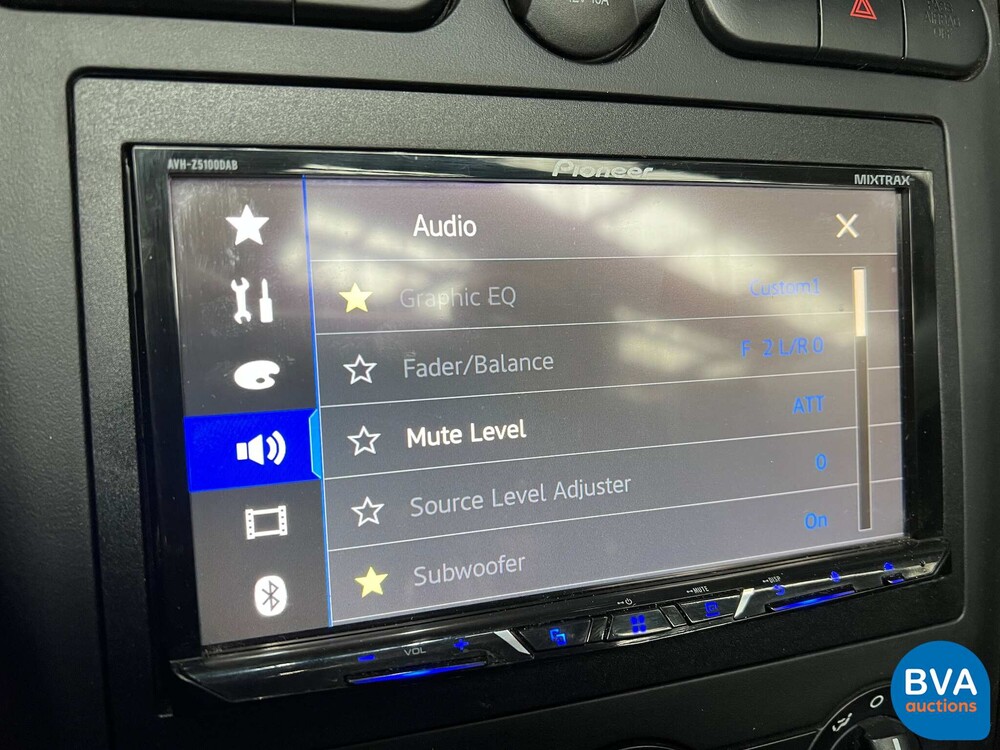 AVH-Z5100DAB
Pioneer
MIXTRAX
Audio
Graphic EQ Custom1
Fader/Balance F 2 L/R 0
Mute Level ATT
Source Level Adjuster 0
Subwoofer On
VOL
MUTE
DISP
BVA
auctions